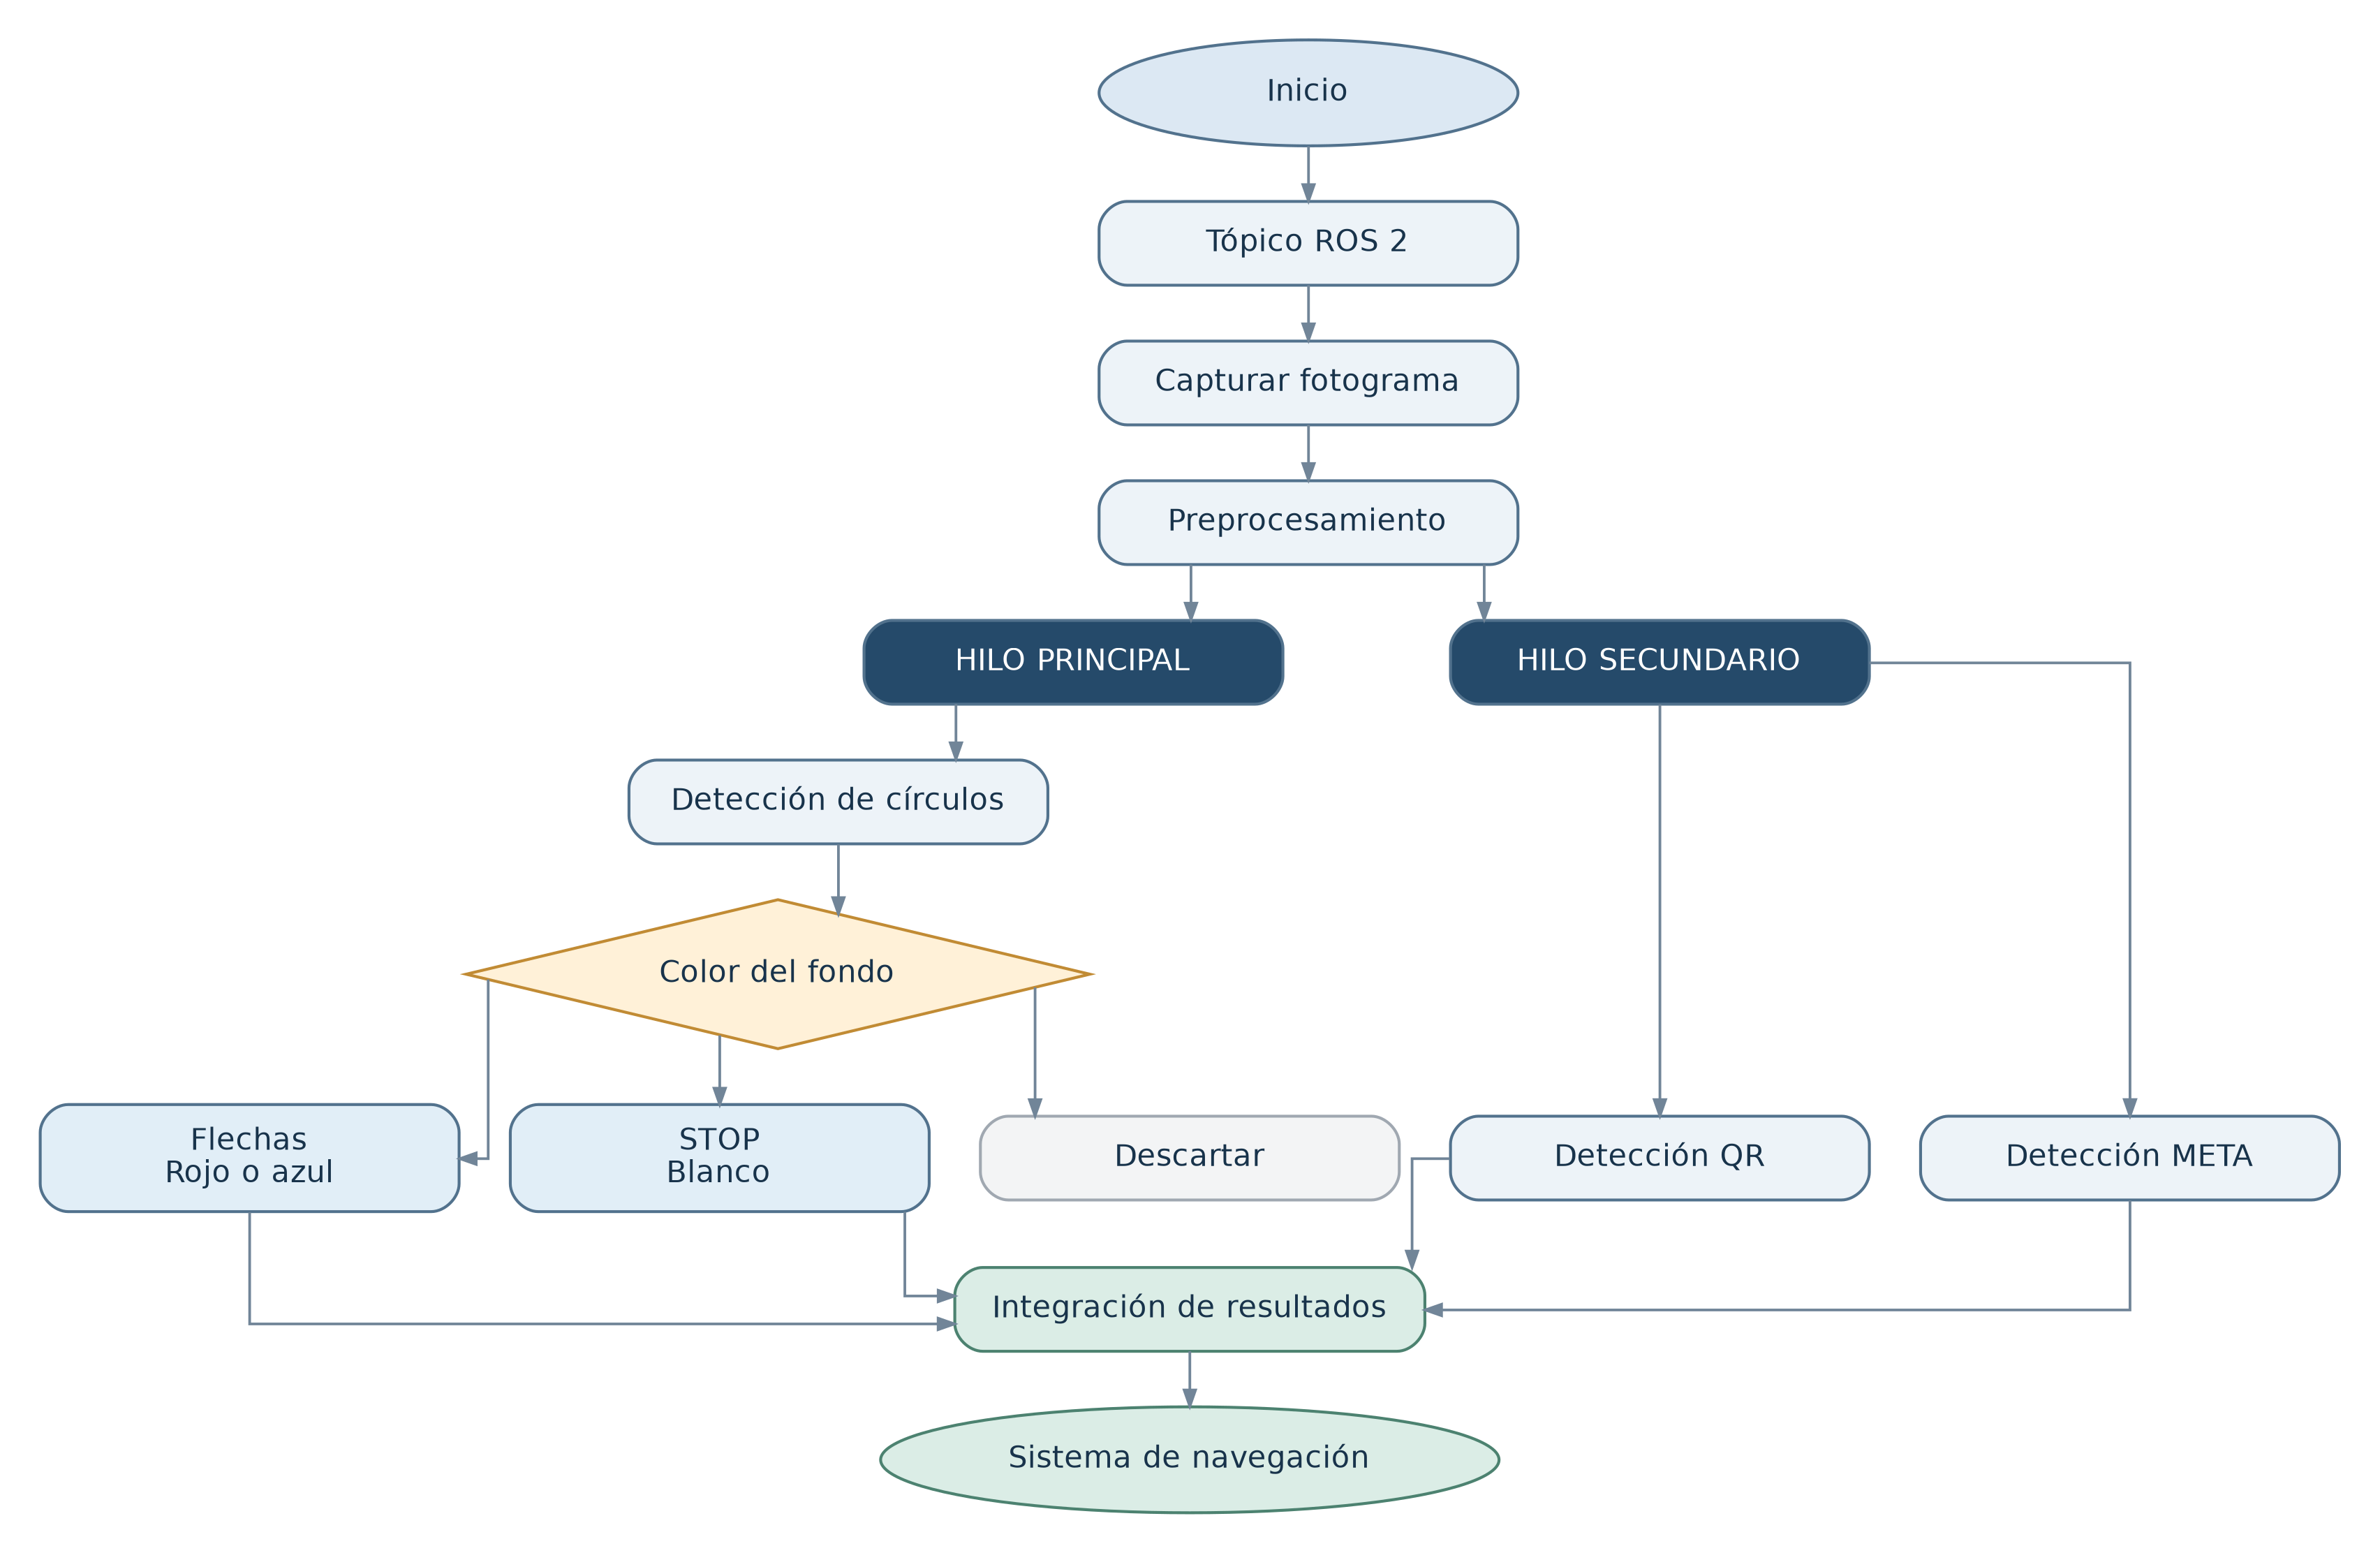 Inicio
Tópico ROS 2
Capturar fotograma
Preprocesamiento
HILO PRINCIPAL
HILO SECUNDARIO
Detección de círculos
Color del fondo
Flechas
Rojo o azul
STOP
Blanco
Descartar
Detección QR
Detección META
Integración de resultados
Sistema de navegación